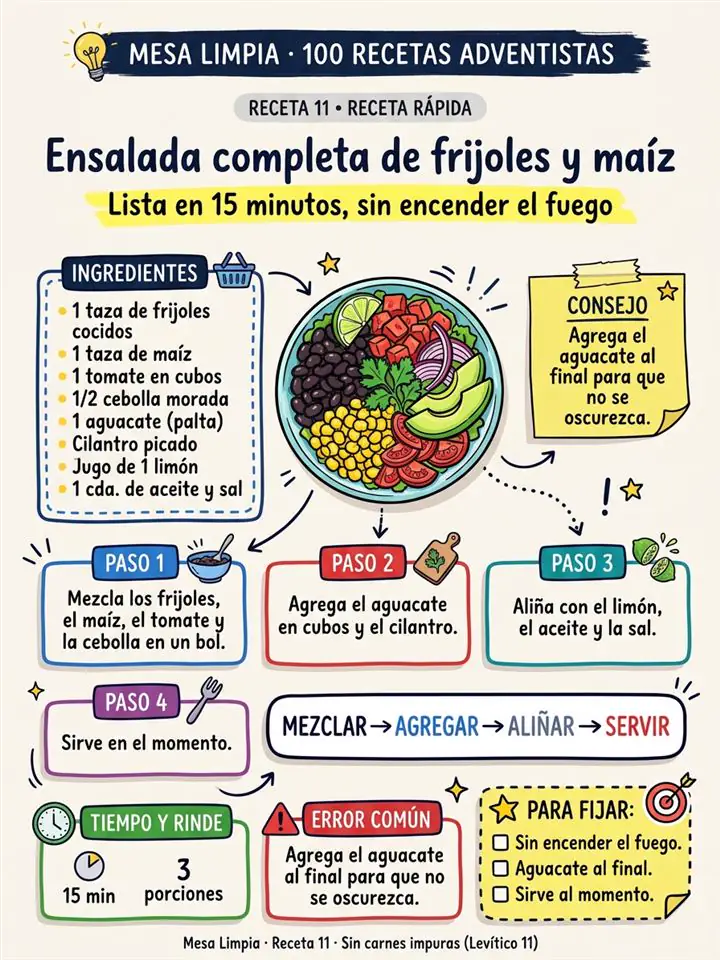 MESA LIMPIA · 100 RECETAS ADVENTISTAS
RECETA 11 • RECETA RÁPIDA
Ensalada completa de frijoles y maíz
Lista en 15 minutos, sin encender el fuego
INGREDIENTES
• 1 taza de frijoles
cocidos
• 1 taza de maíz
• 1 tomate en cubos
• 1/2 cebolla morada
• 1 aguacate (palta)
• Cilantro picado
• Jugo de 1 limón
• 1 cda. de aceite y sal
CONSEJO
Agrega el
aguacate al
final para que
no se
oscurezca.
!
PASO 1
Mezcla los frijoles,
el maíz, el tomate y
la cebolla en un bol.
PASO 2
Agrega el aguacate
en cubos y el cilantro.
PASO 3
Aliña con el limón,
el aceite y la sal.
PASO 4
Sirve en el momento.
MEZCLAR → AGREGAR → ALIÑAR → SERVIR
TIEMPO Y RINDE
15 min
3
porciones
ERROR COMÚN
Agrega el aguacate
al final para que no
se oscurezca.
PARA FIJAR:
Sin encender el fuego.
Aguacate al final.
Sirve al momento.
Mesa Limpia · Receta 11 · Sin carnes impuras (Levítico 11)